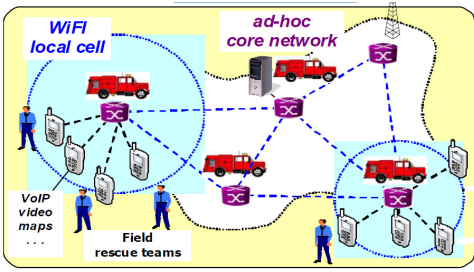 WiFI
local cell
ad-hoc
core network
VoIP
video
maps
. . .
Field
rescue teams